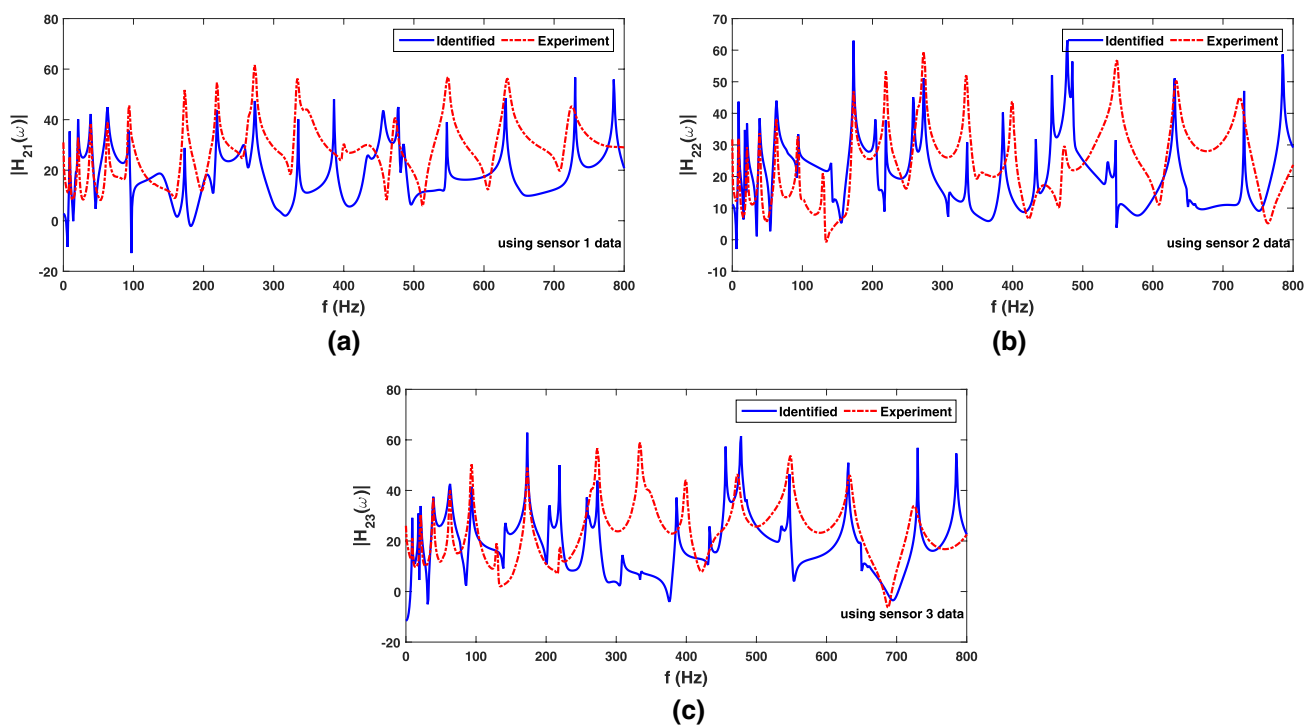 (a)
|H21(ω)|
80
60
40
20
0
-20
Identified
Experiment
using sensor 1 data
0 100 200 300 400 500 600 700 800
f (Hz)
(b)
|H22(ω)|
70
60
50
40
30
20
10
0
-10
Identified
Experiment
using sensor 2 data
0 100 200 300 400 500 600 700 800
f (Hz)
|H23(ω)|
80
60
40
20
0
-20
Identified
Experiment
using sensor 3 data
0 100 200 300 400 500 600 700 800
f (Hz)
(c)